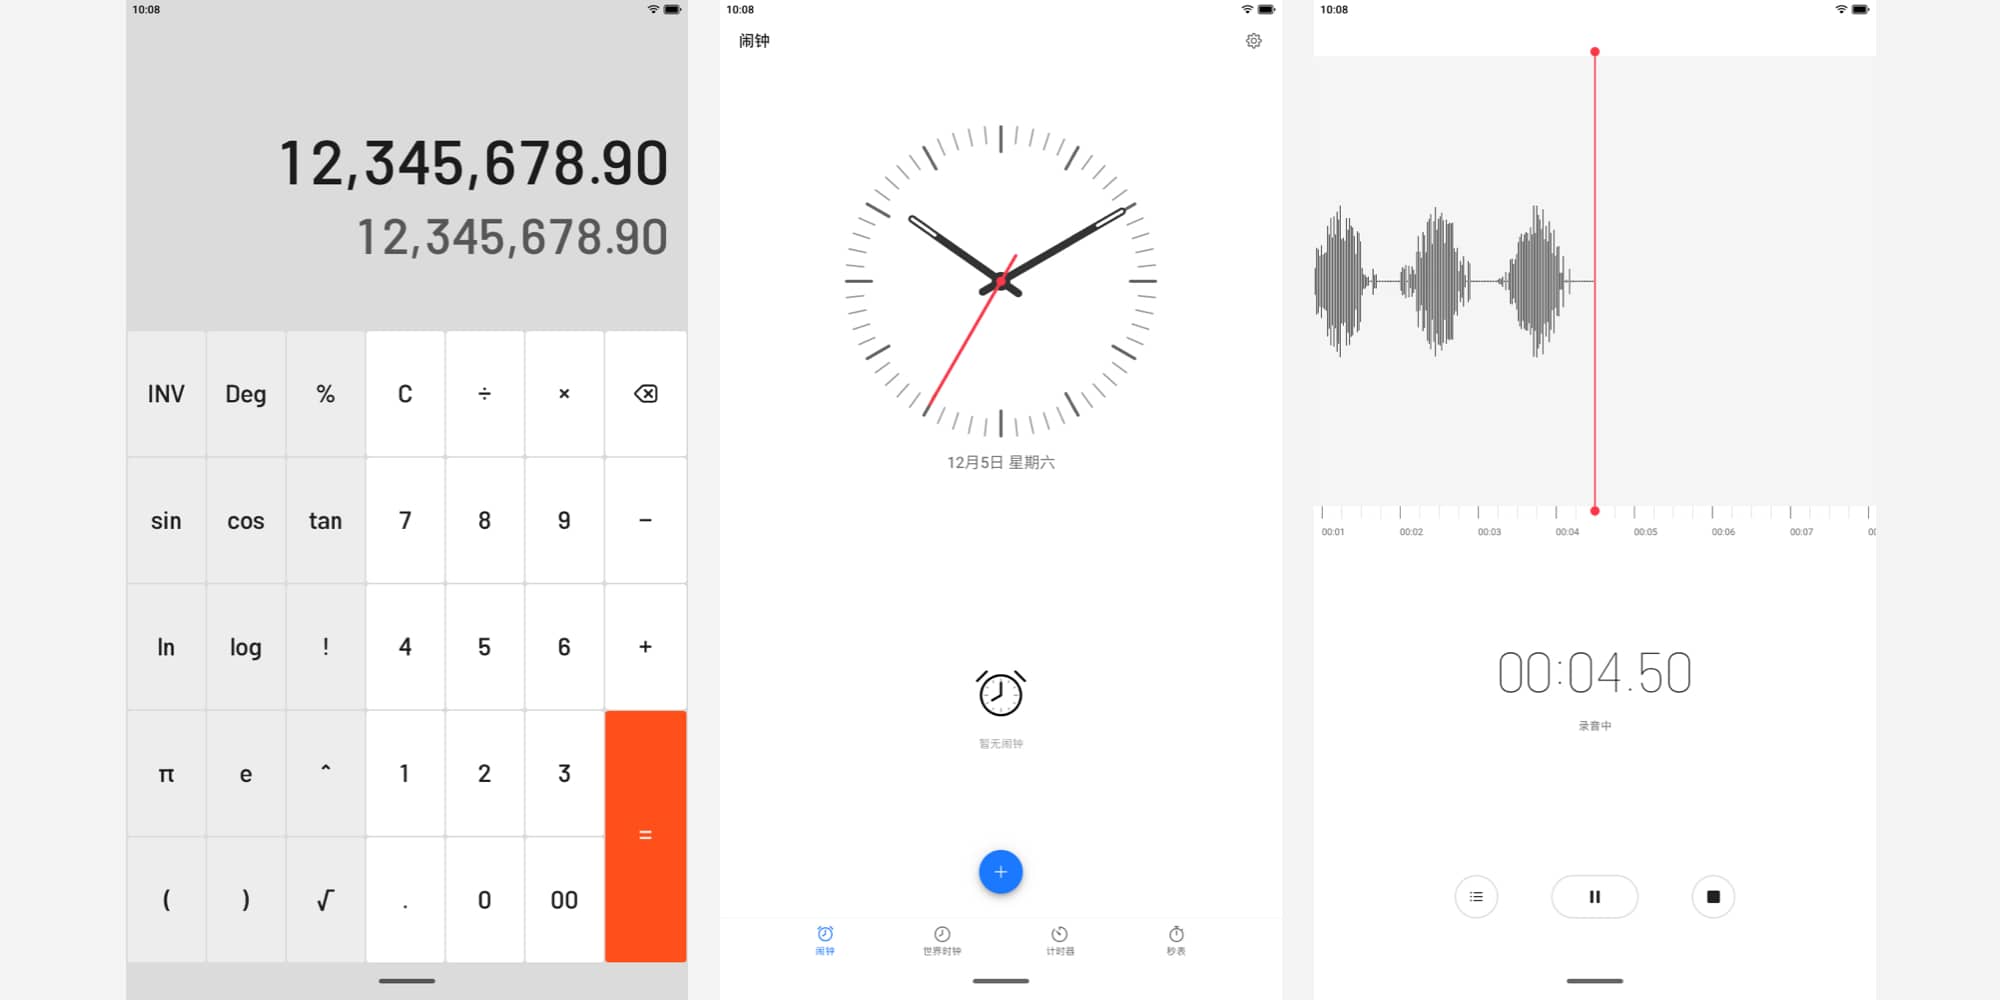 10:08
12,345,678.90
12,345,678.90
INV Deg % C ÷ ×
sin cos tan 7 8 9 −
ln log ! 4 5 6 +
π e ^ 1 2 3
=
( ) √ . 0 00
10:08
闹钟
12月5日 星期六
暂无闹钟
+
闹钟 世界时钟 计时器 秒表
10:08
00:01 00:02 00:03 00:04 00:05 00:06 00:07
00:04.50
录音中